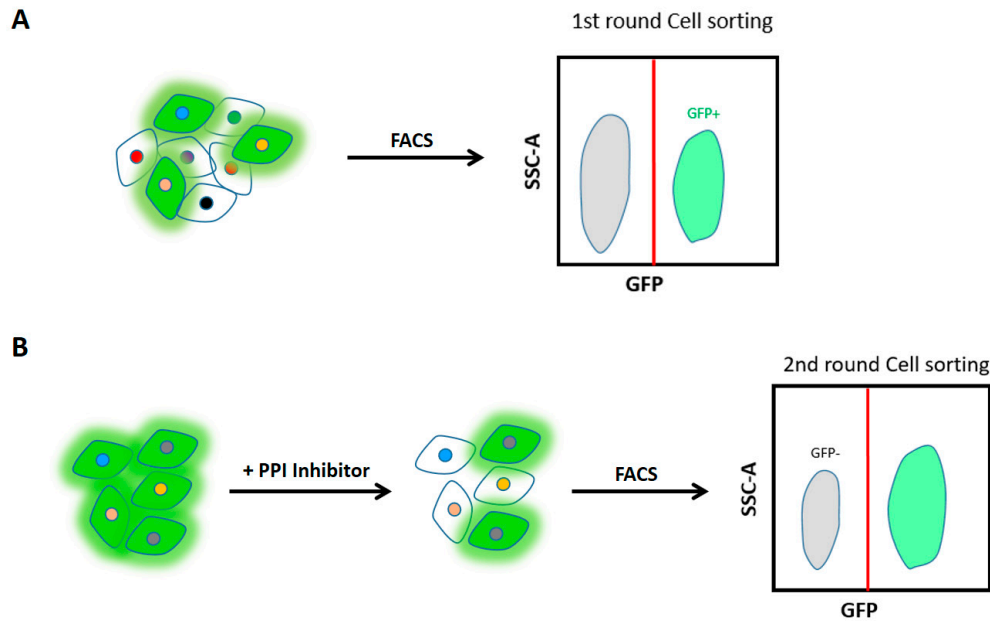 A
1st round Cell sorting
FACS
GFP+
SSC-A
GFP
B
2nd round Cell sorting
+ PPI Inhibitor
FACS
GFP-
SSC-A
GFP